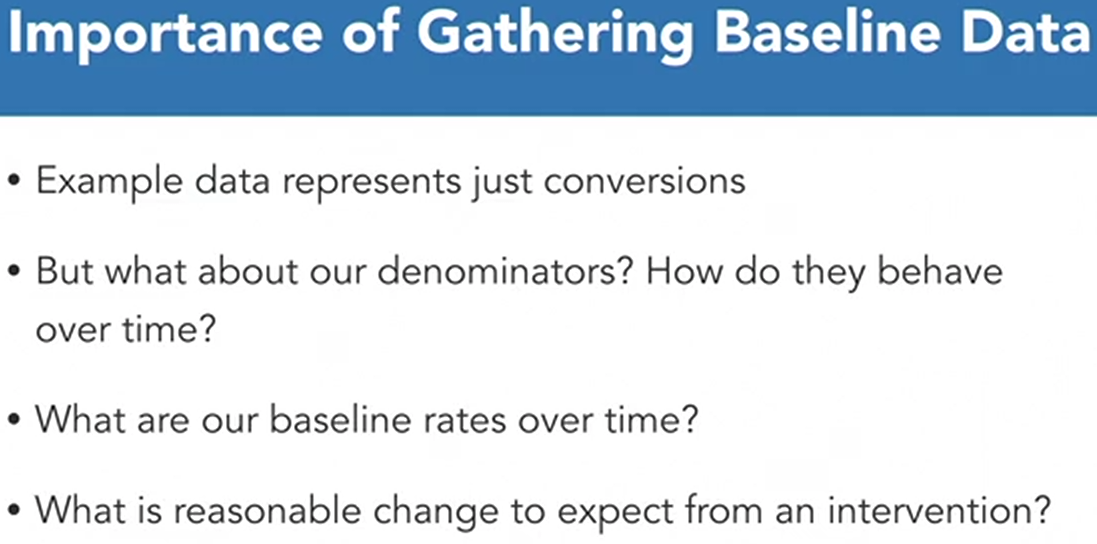 Importance of Gathering Baseline Data
• Example data represents just conversions
• But what about our denominators? How do they behave
over time?
• What are our baseline rates over time?
• What is reasonable change to expect from an intervention?